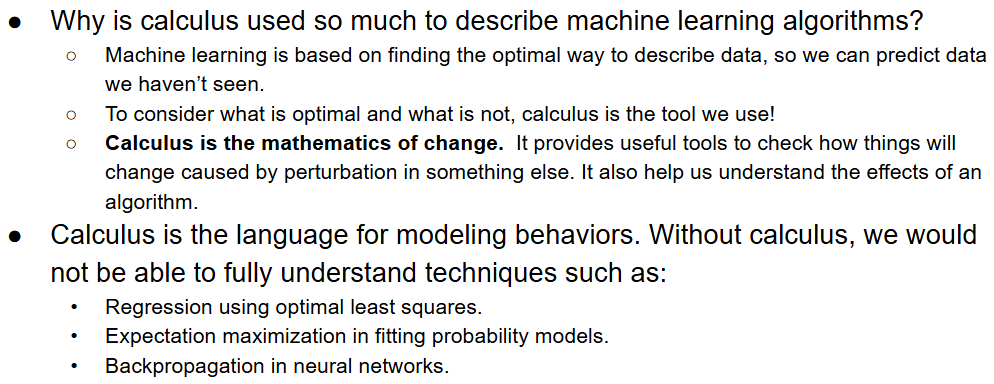 ● Why is calculus used so much to describe machine learning algorithms?
○ Machine learning is based on finding the optimal way to describe data, so we can predict data
we haven’t seen.
○ To consider what is optimal and what is not, calculus is the tool we use!
○ Calculus is the mathematics of change. It provides useful tools to check how things will
change caused by perturbation in something else. It also help us understand the effects of an
algorithm.
● Calculus is the language for modeling behaviors. Without calculus, we would
not be able to fully understand techniques such as:
• Regression using optimal least squares.
• Expectation maximization in fitting probability models.
• Backpropagation in neural networks.